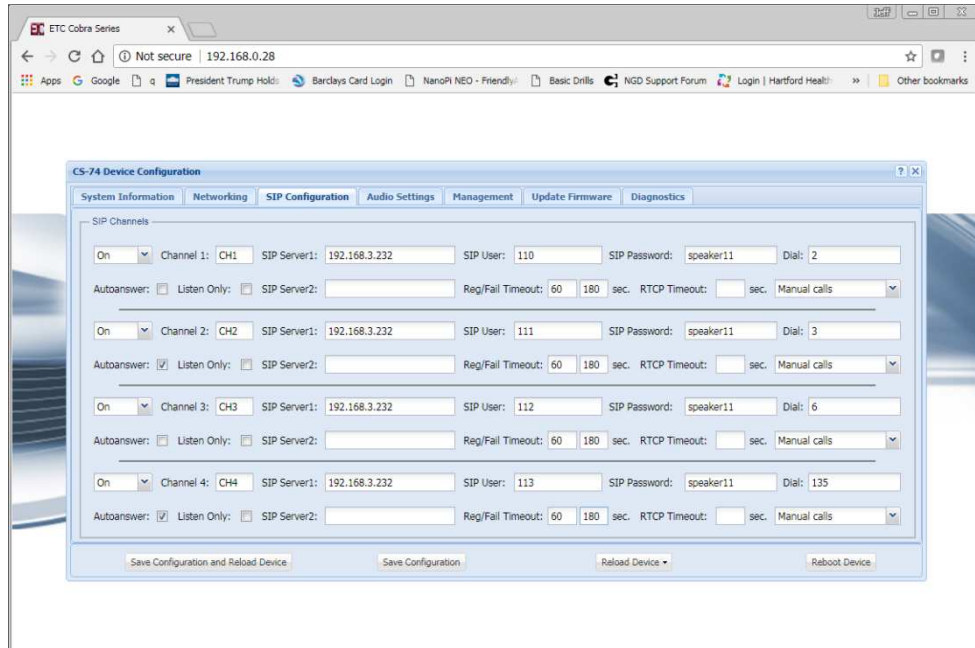 ETC Cobra Series
Not secure | 192.168.0.28
Apps Google q President Trump Holds Barclays Card Login NanoPi NEO - Friendly Basic Drills NGD Support Forum Login | Hartford Health » Other bookmarks
CS-74 Device Configuration
System Information Networking SIP Configuration Audio Settings Management Update Firmware Diagnostics
SIP Channels
On Channel 1: CH1 SIP Server1: 192.168.3.232 SIP User: 110 SIP Password: speaker11 Dial: 2
Autoanswer: Listen Only: SIP Server2: Reg/Fail Timeout: 60 180 sec. RTCP Timeout: sec. Manual calls
On Channel 2: CH2 SIP Server1: 192.168.3.232 SIP User: 111 SIP Password: speaker11 Dial: 3
Autoanswer: Listen Only: SIP Server2: Reg/Fail Timeout: 60 180 sec. RTCP Timeout: sec. Manual calls
On Channel 3: CH3 SIP Server1: 192.168.3.232 SIP User: 112 SIP Password: speaker11 Dial: 6
Autoanswer: Listen Only: SIP Server2: Reg/Fail Timeout: 60 180 sec. RTCP Timeout: sec. Manual calls
On Channel 4: CH4 SIP Server1: 192.168.3.232 SIP User: 113 SIP Password: speaker11 Dial: 135
Autoanswer: Listen Only: SIP Server2: Reg/Fail Timeout: 60 180 sec. RTCP Timeout: sec. Manual calls
Save Configuration and Reload Device Save Configuration Reload Device Reboot Device